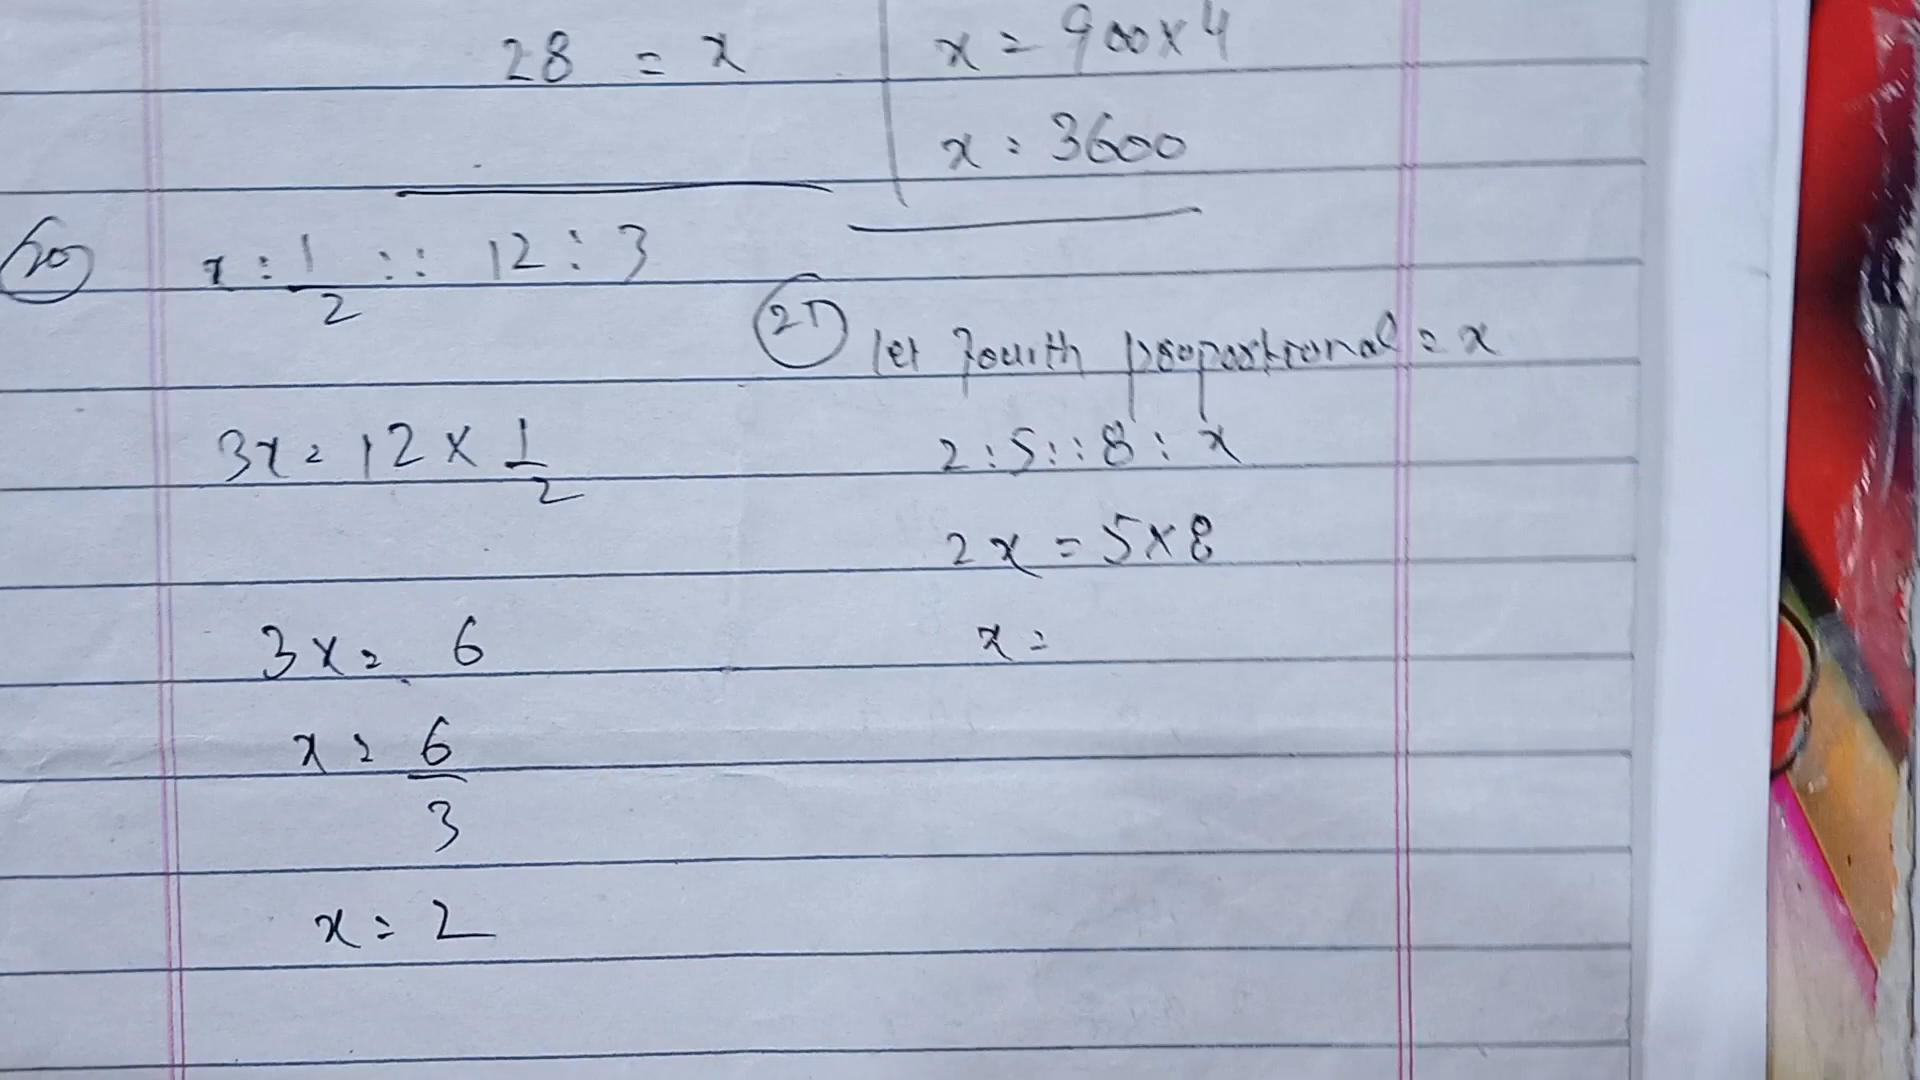 28 = x
x = 900 x 4
x = 3600
20 x : 1/2 :: 12 : 3
3x = 12 x 1/2
3x = 6
x = 6/3
x = 2
21 let fourth proportional = x
2 : 5 :: 8 : x
2x = 5 x 8
x =